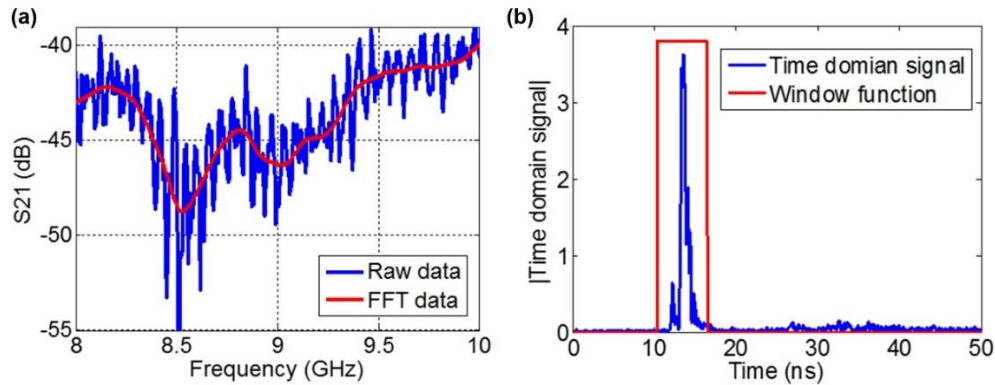 (a)
S21 (dB)
-40
-45
-50
-55
8
8.5
9
9.5
10
Frequency (GHz)
Raw data
FFT data
(b)
|Time domain signal|
4
3
2
1
0
0
10
20
30
40
50
Time (ns)
Time domian signal
Window function